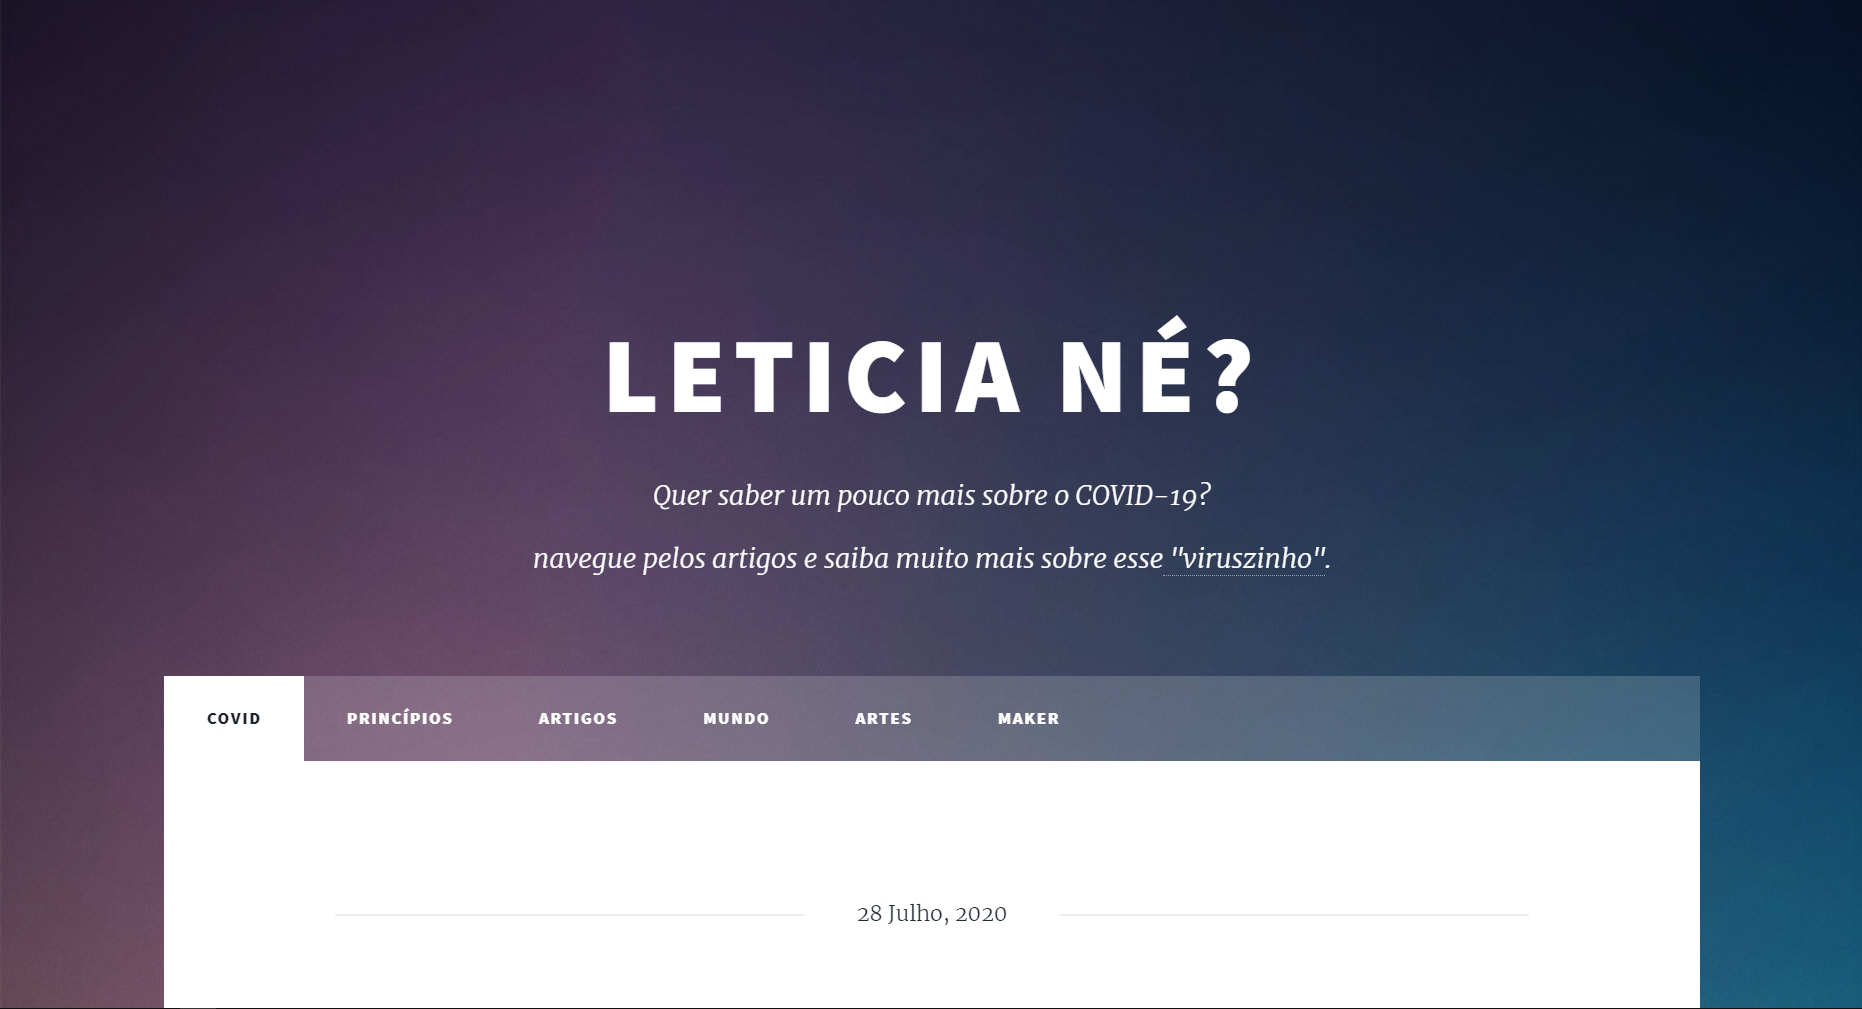 LETICIA NÉ?
Quer saber um pouco mais sobre o COVID-19?
navegue pelos artigos e saiba muito mais sobre esse "viruszinho".
COVID PRINCÍPIOS ARTIGOS MUNDO ARTES MAKER
28 Julho, 2020